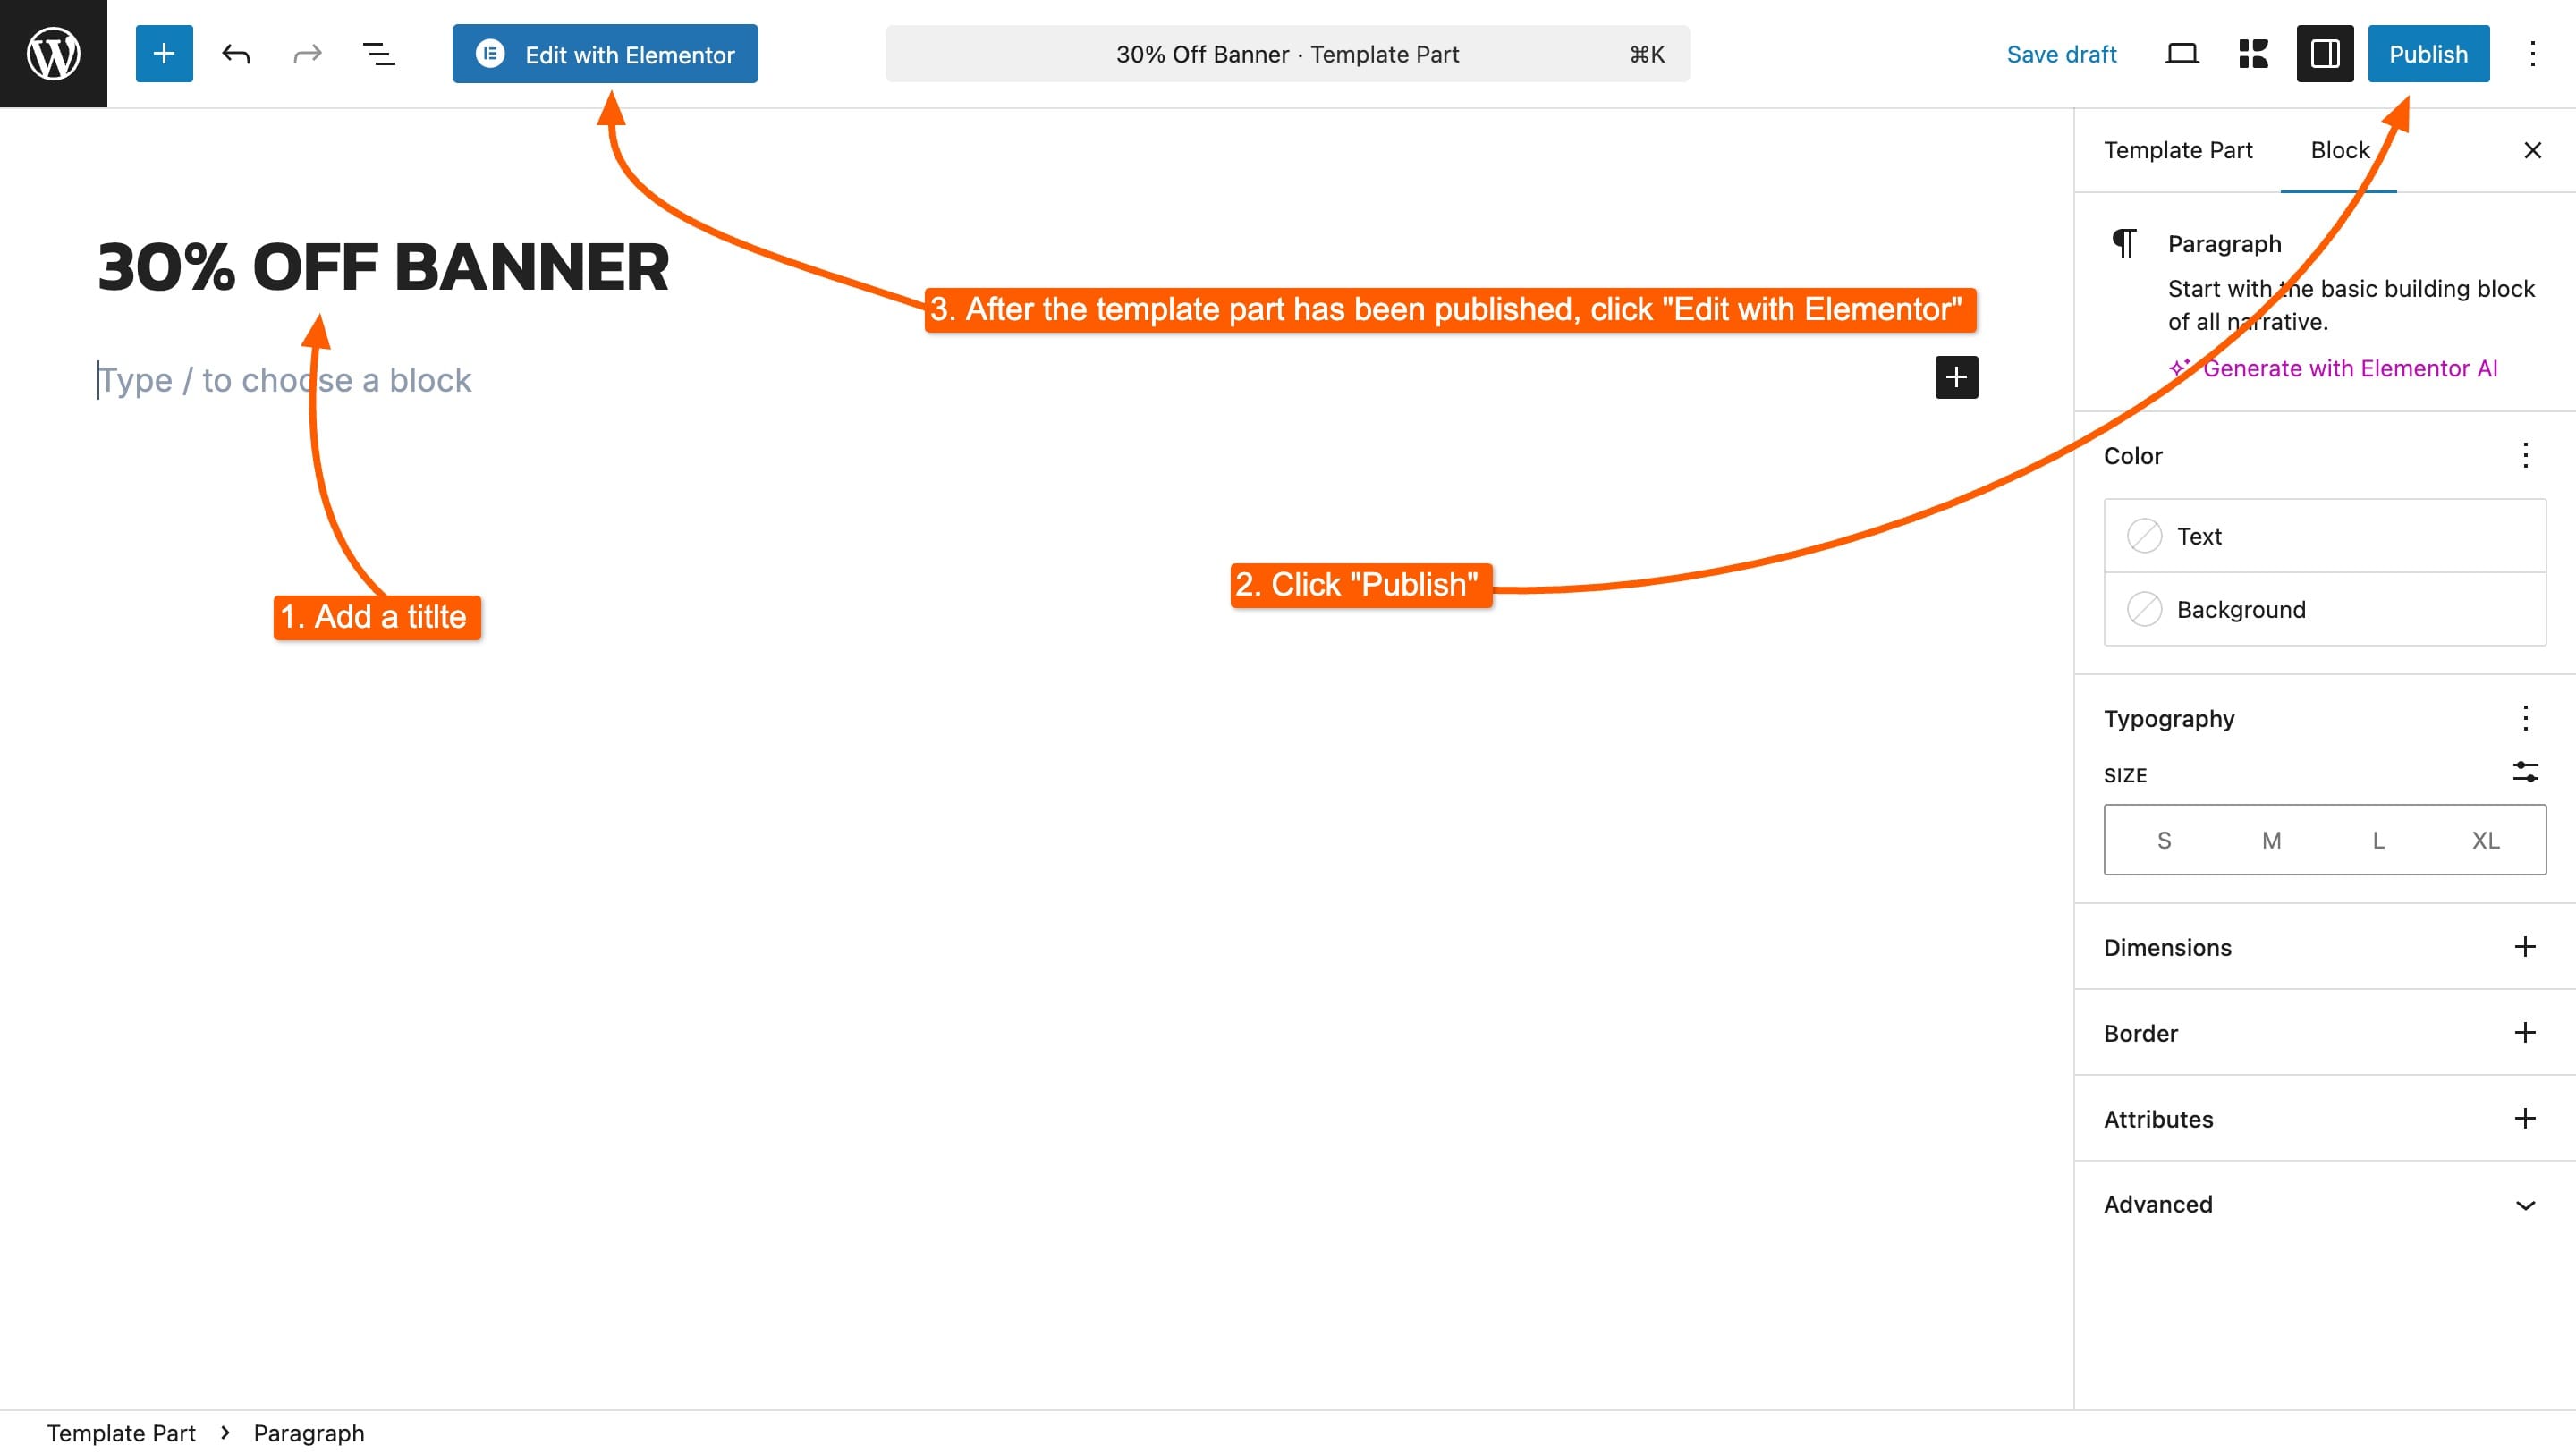 Edit with Elementor
30% Off Banner · Template Part
⌘K
Save draft
Publish
Template Part
Block
30% OFF BANNER
Paragraph
Start with the basic building block
of all narrative.
3. After the template part has been published, click "Edit with Elementor"
Type / to choose a block
Generate with Elementor AI
Color
Text
2. Click "Publish"
1. Add a titlte
Background
Typography
SIZE
S
M
L
XL
Dimensions
Border
Attributes
Advanced
Template Part
Paragraph